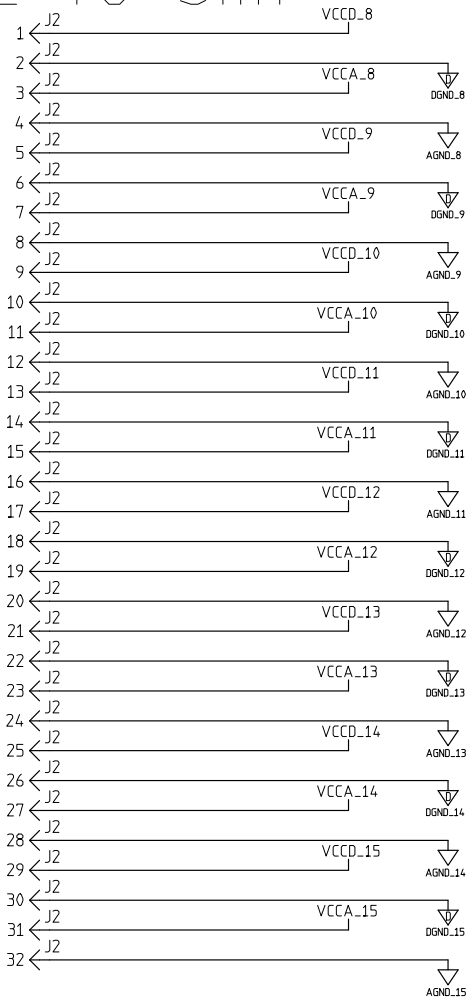 VCCD_8
1 J2
2 J2
VCCA_8
3 J2
DGND_8
4 J2
VCCD_9
5 J2
AGND_8
6 J2
VCCA_9
7 J2
DGND_9
8 J2
VCCD_10
9 J2
AGND_9
10 J2
VCCA_10
11 J2
DGND_10
12 J2
VCCD_11
13 J2
AGND_10
14 J2
VCCA_11
15 J2
DGND_11
16 J2
VCCD_12
17 J2
AGND_11
18 J2
VCCA_12
19 J2
DGND_12
20 J2
VCCD_13
21 J2
AGND_12
22 J2
VCCA_13
23 J2
DGND_13
24 J2
VCCD_14
25 J2
AGND_13
26 J2
VCCA_14
27 J2
DGND_14
28 J2
VCCD_15
29 J2
AGND_14
30 J2
VCCA_15
31 J2
DGND_15
32 J2
AGND_15